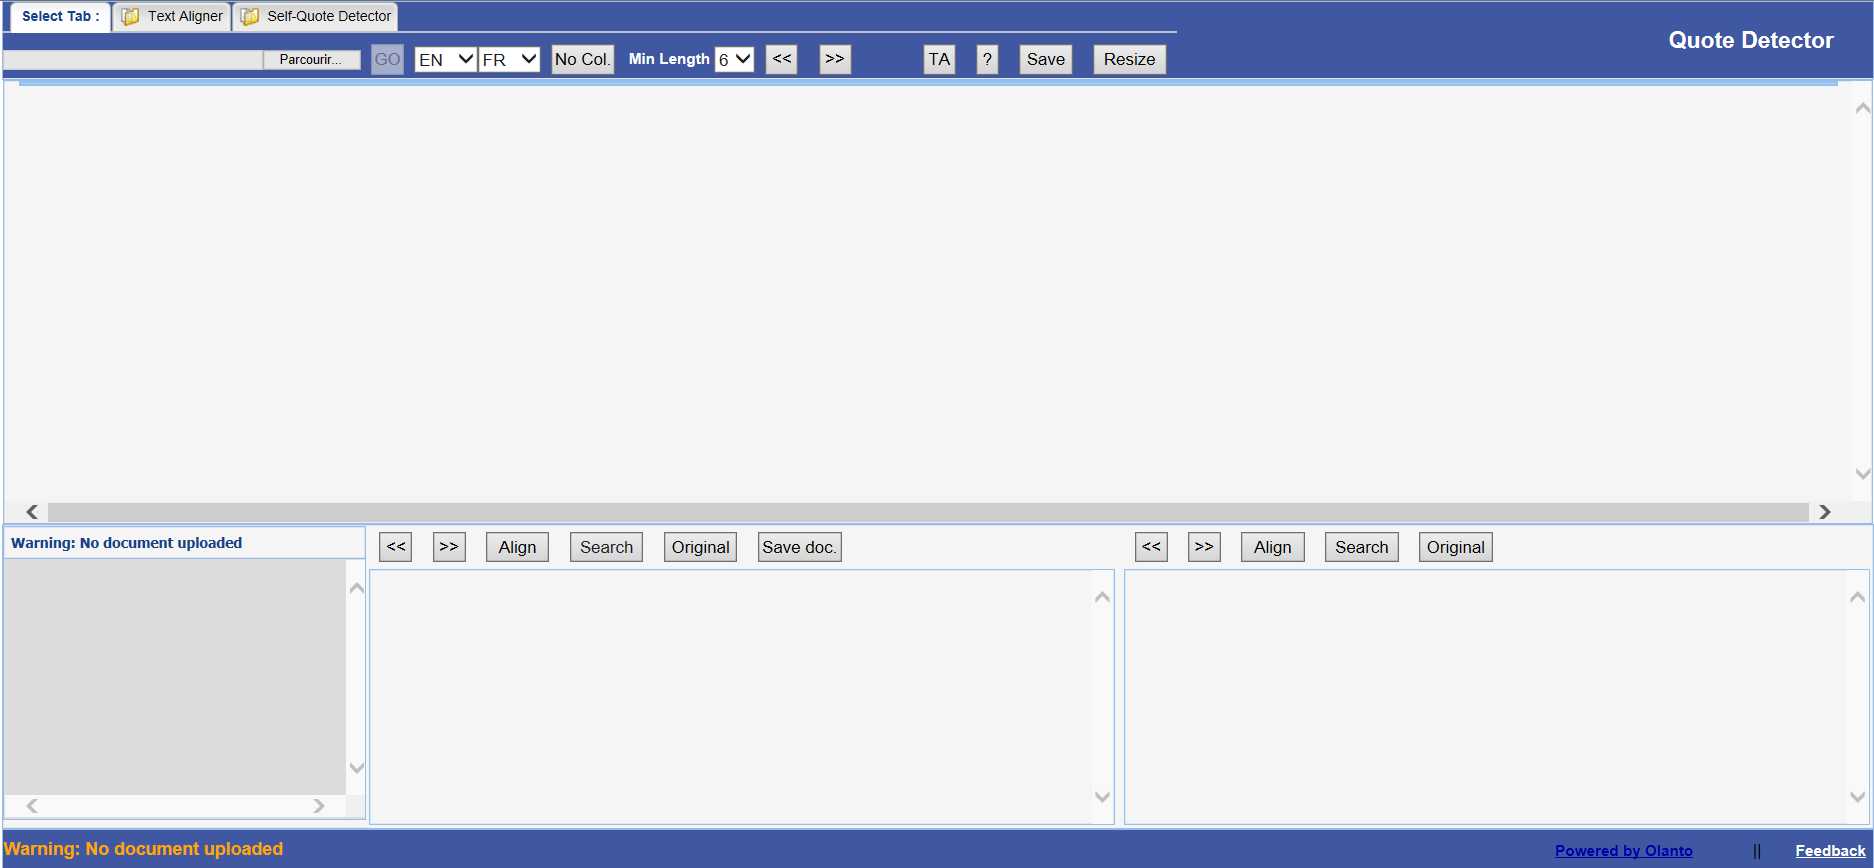 Select Tab : Text Aligner Self-Quote Detector
Quote Detector
Parcourir... GO EN FR No Col. Min Length 6 << >> TA ? Save Resize
Warning: No document uploaded
<< >> Align Search Original Save doc.
<< >> Align Search Original
Warning: No document uploaded
Powered by Olanto || Feedback